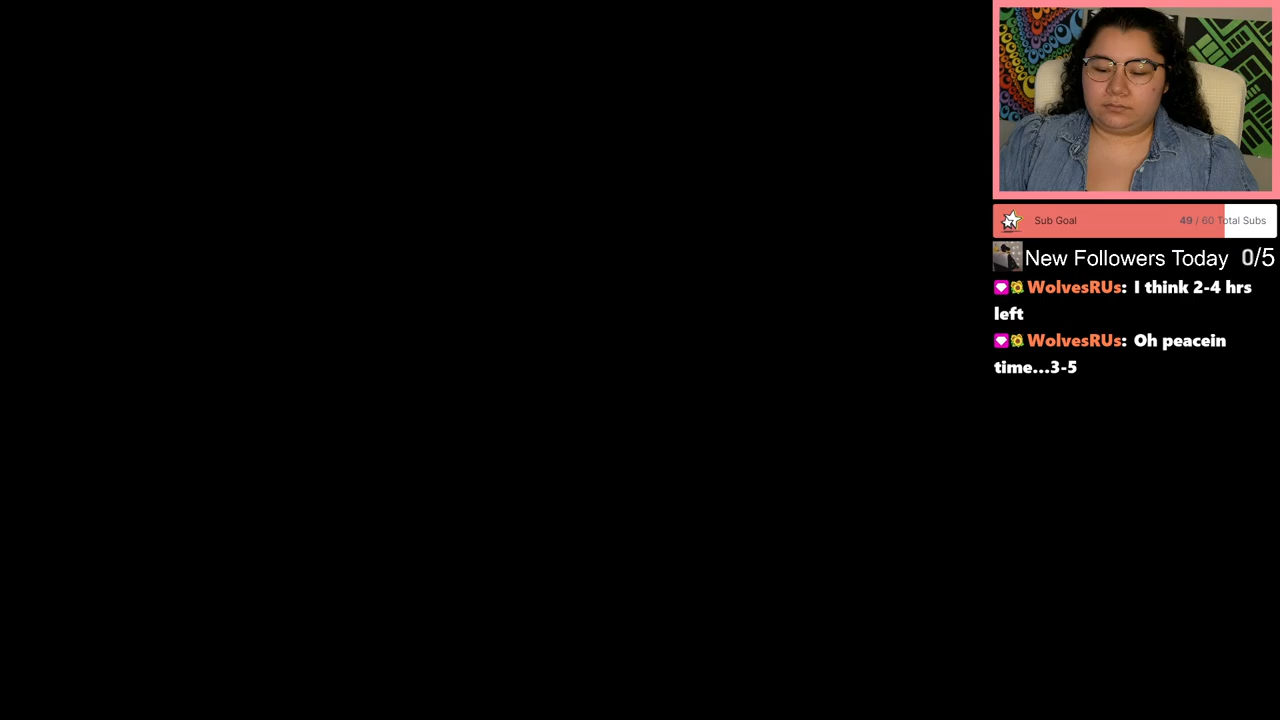 Sub Goal 49 / 60 Total Subs
New Followers Today 0/5
WolvesRUs: I think 2-4 hrs
left
WolvesRUs: Oh peacein
time...3-5